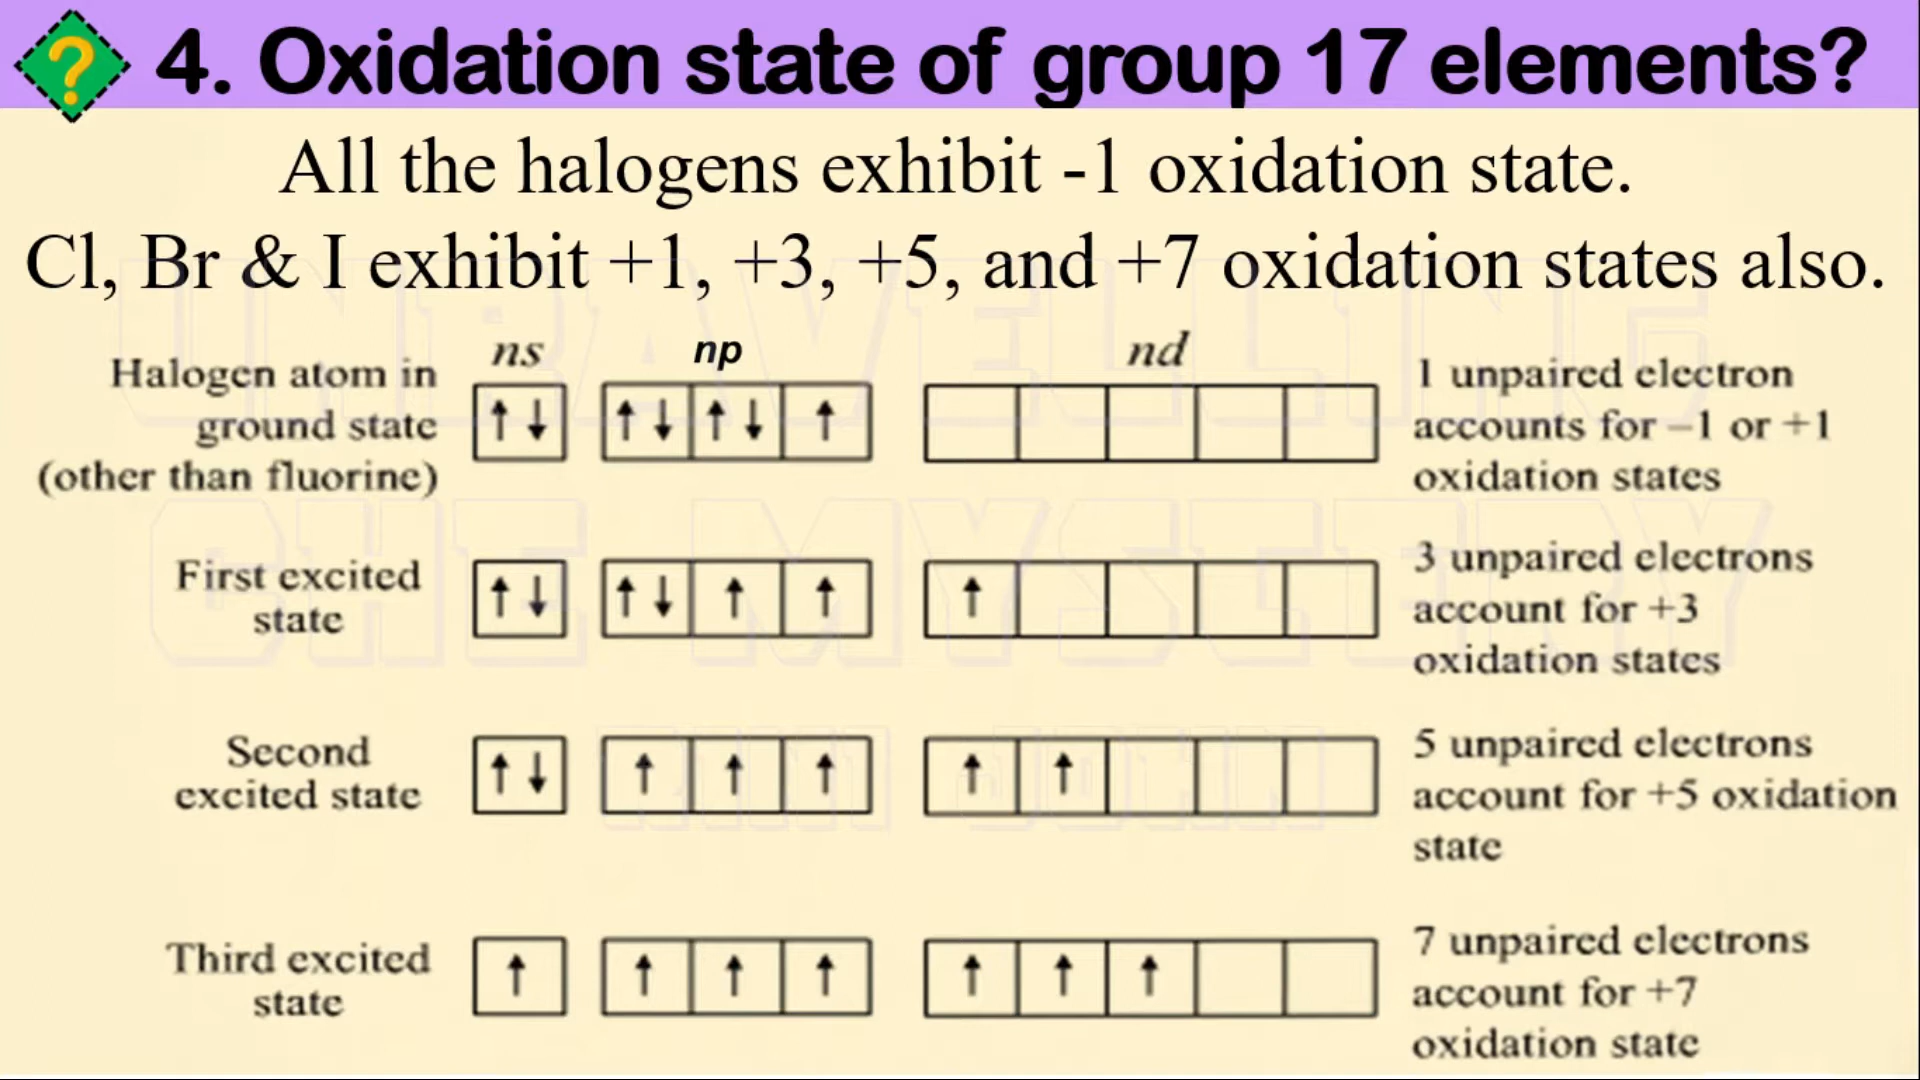 ? 4. Oxidation state of group 17 elements?
All the halogens exhibit -1 oxidation state.
Cl, Br & I exhibit +1, +3, +5, and +7 oxidation states also.
ns np nd
Halogen atom in
ground state
(other than fluorine)
↑↓ ↑↓ ↑↓ ↑
1 unpaired electron
accounts for –1 or +1
oxidation states
First excited
state
↑↓ ↑↓ ↑ ↑ ↑
3 unpaired electrons
account for +3
oxidation states
Second
excited state
↑↓ ↑ ↑ ↑ ↑ ↑
5 unpaired electrons
account for +5 oxidation
state
Third excited
state
↑ ↑ ↑ ↑ ↑ ↑ ↑
7 unpaired electrons
account for +7
oxidation state
UNRAVELLING
CHE MYSTERY